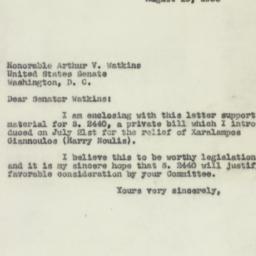 Honorable Arthur V. Watkins
United States Senate
Washington, D. C.
Dear Senator Watkins:
I am enclosing with this letter support
material for S. 2440, a private bill which I intro
duced on July 21st for the relief of Xaralampos
Giannoulos (Harry Noulis).
I believe this to be worthy legislation
and it is my sincere hope that S. 2440 will justif
favorable consideration by your Committee.
Yours very sincerely,